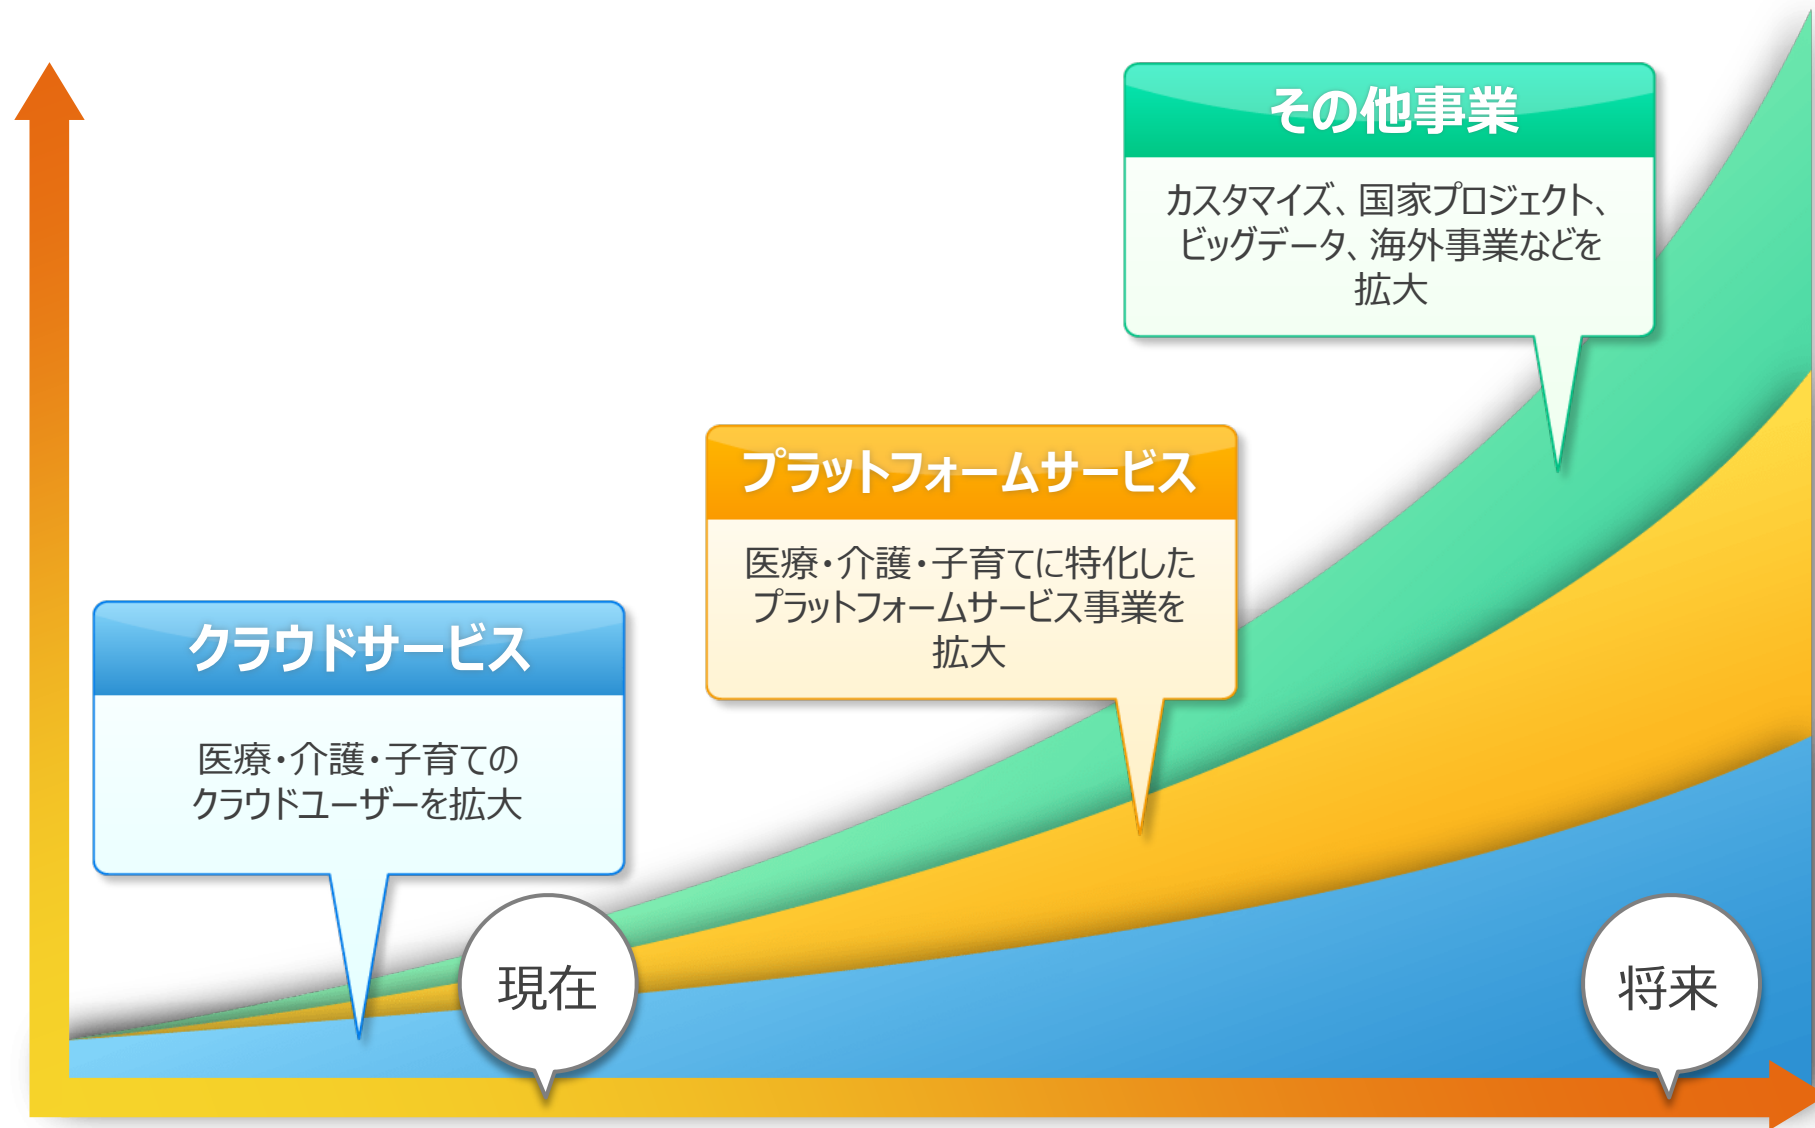 その他事業
カスタマイズ、国家プロジェクト、
ビッグデータ、海外事業などを
拡大
プラットフォームサービス
医療・介護・子育てに特化した
プラットフォームサービス事業を
拡大
クラウドサービス
医療・介護・子育ての
クラウドユーザーを拡大
現在
将来